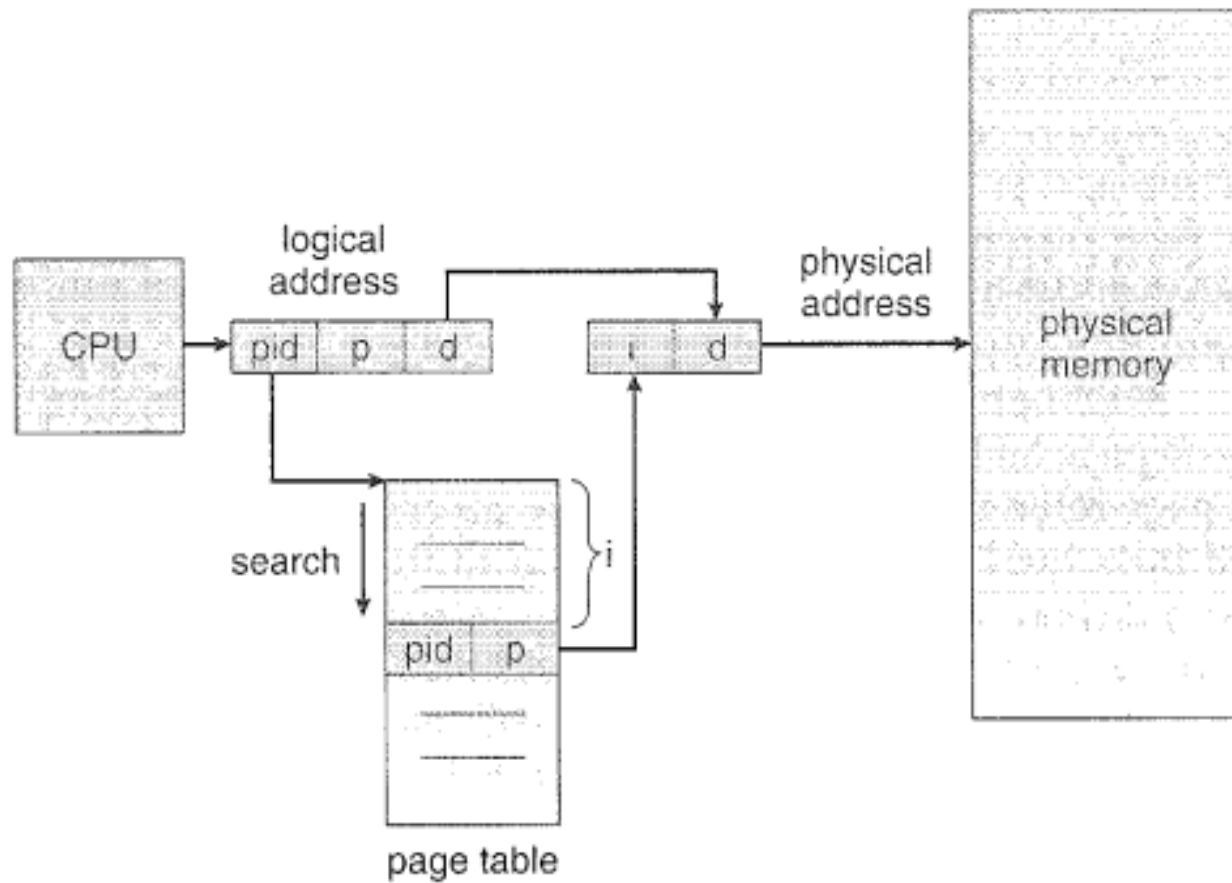 logical
address
physical
address
CPU
pid p d
i d
physical
memory
search
i
pid p
page table